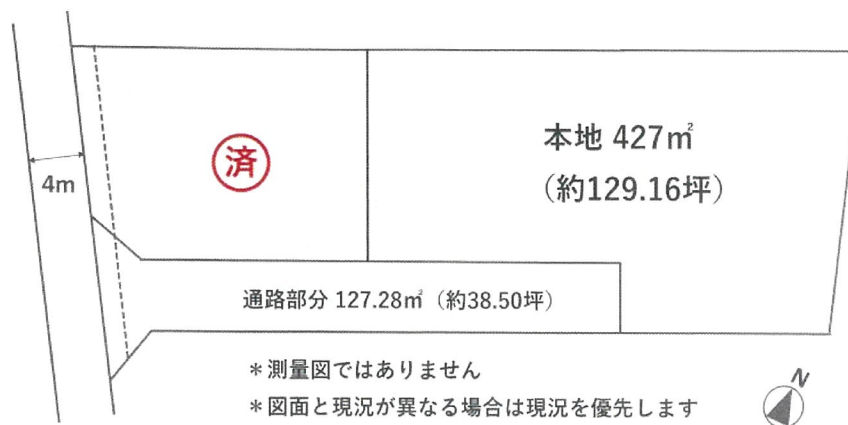 済
本地 427㎡
(約129.16坪)
4m
通路部分 127.28㎡(約38.50坪)
＊測量図ではありません
＊図面と現況が異なる場合は現況を優先します
N